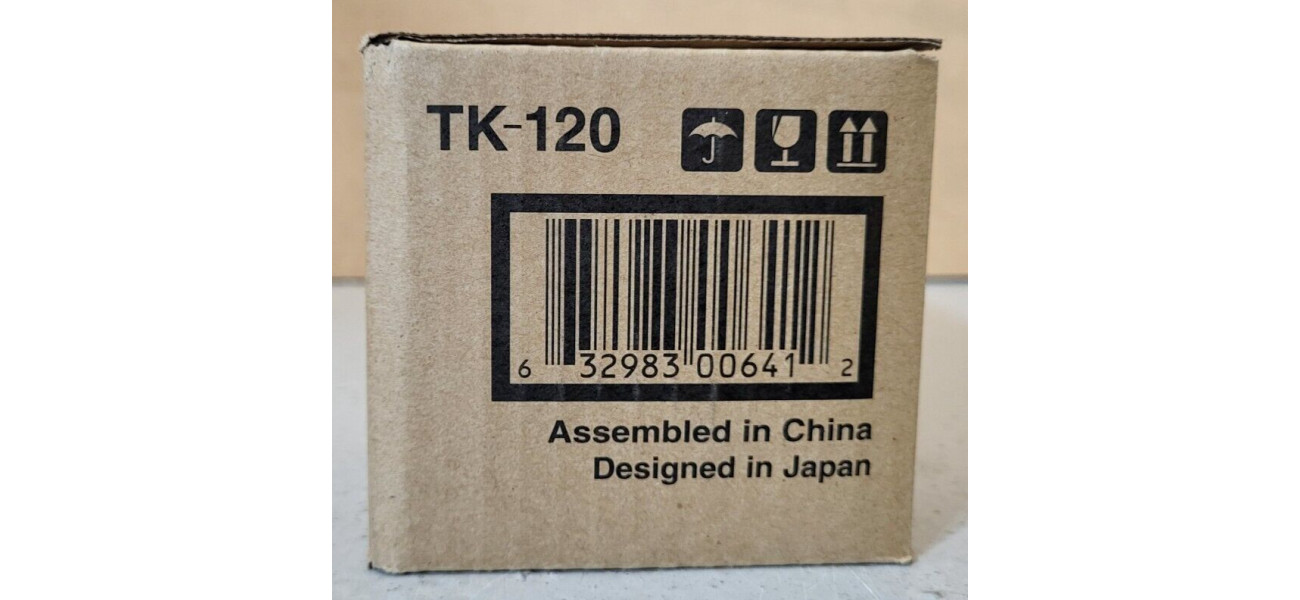 TK-120
6 32983 00641 2
Assembled in China
Designed in Japan